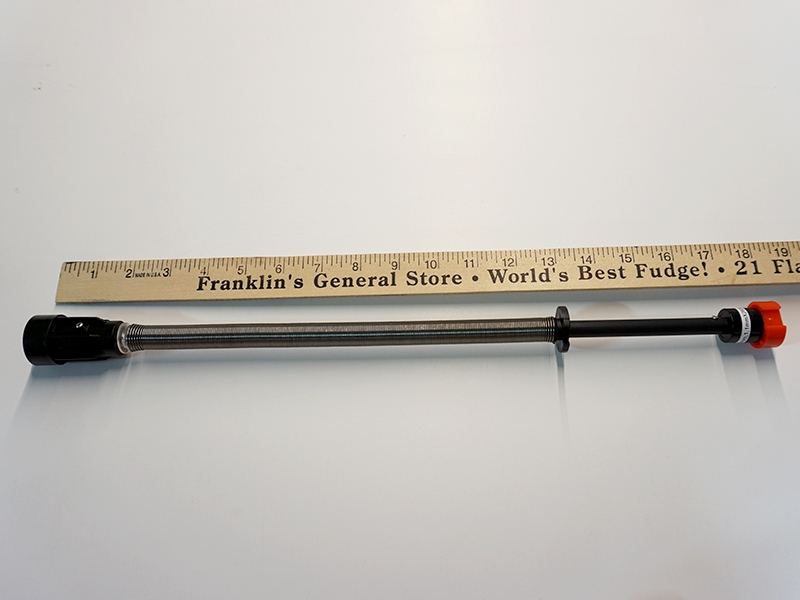 1 2 MADE IN U.S.A. 3 4 5 6 7 8 9 10 11 12 13 14 15 16 17 18 19
Franklin's General Store • World's Best Fudge! • 21 Fla